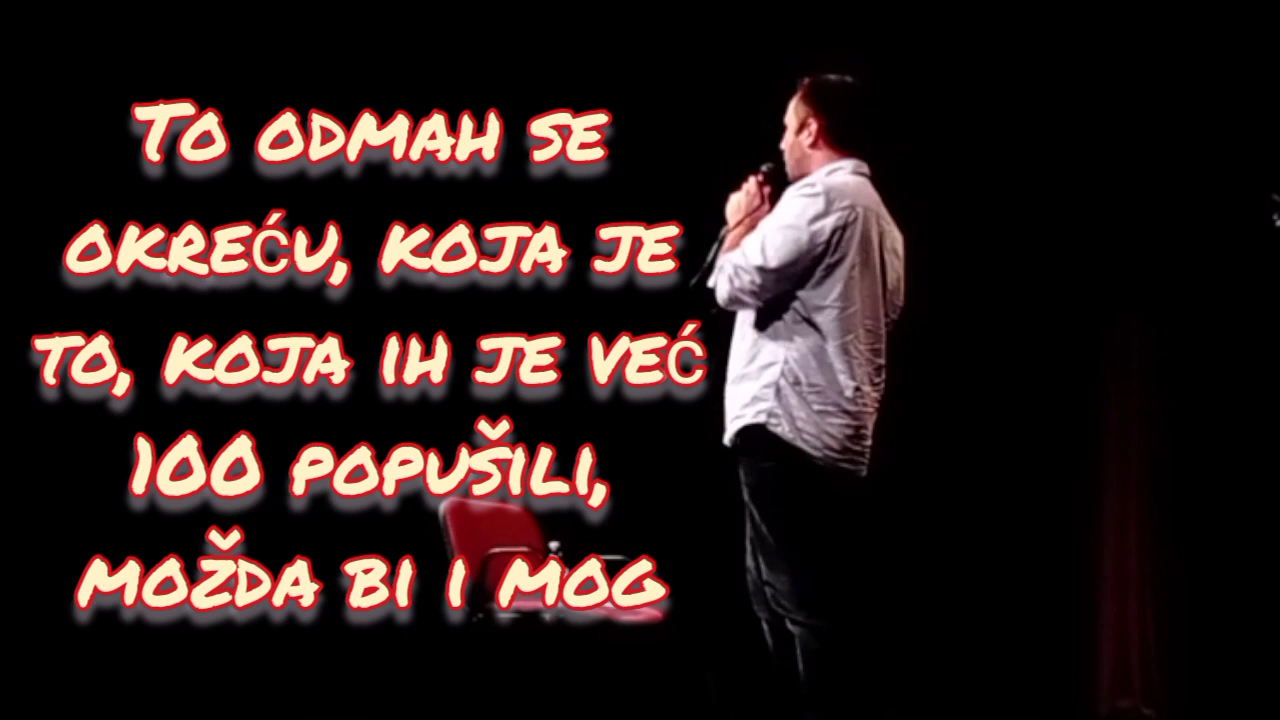 To odmah se
okreću, koja je
to, koja ih je već
100 popušili,
možda bi i mog